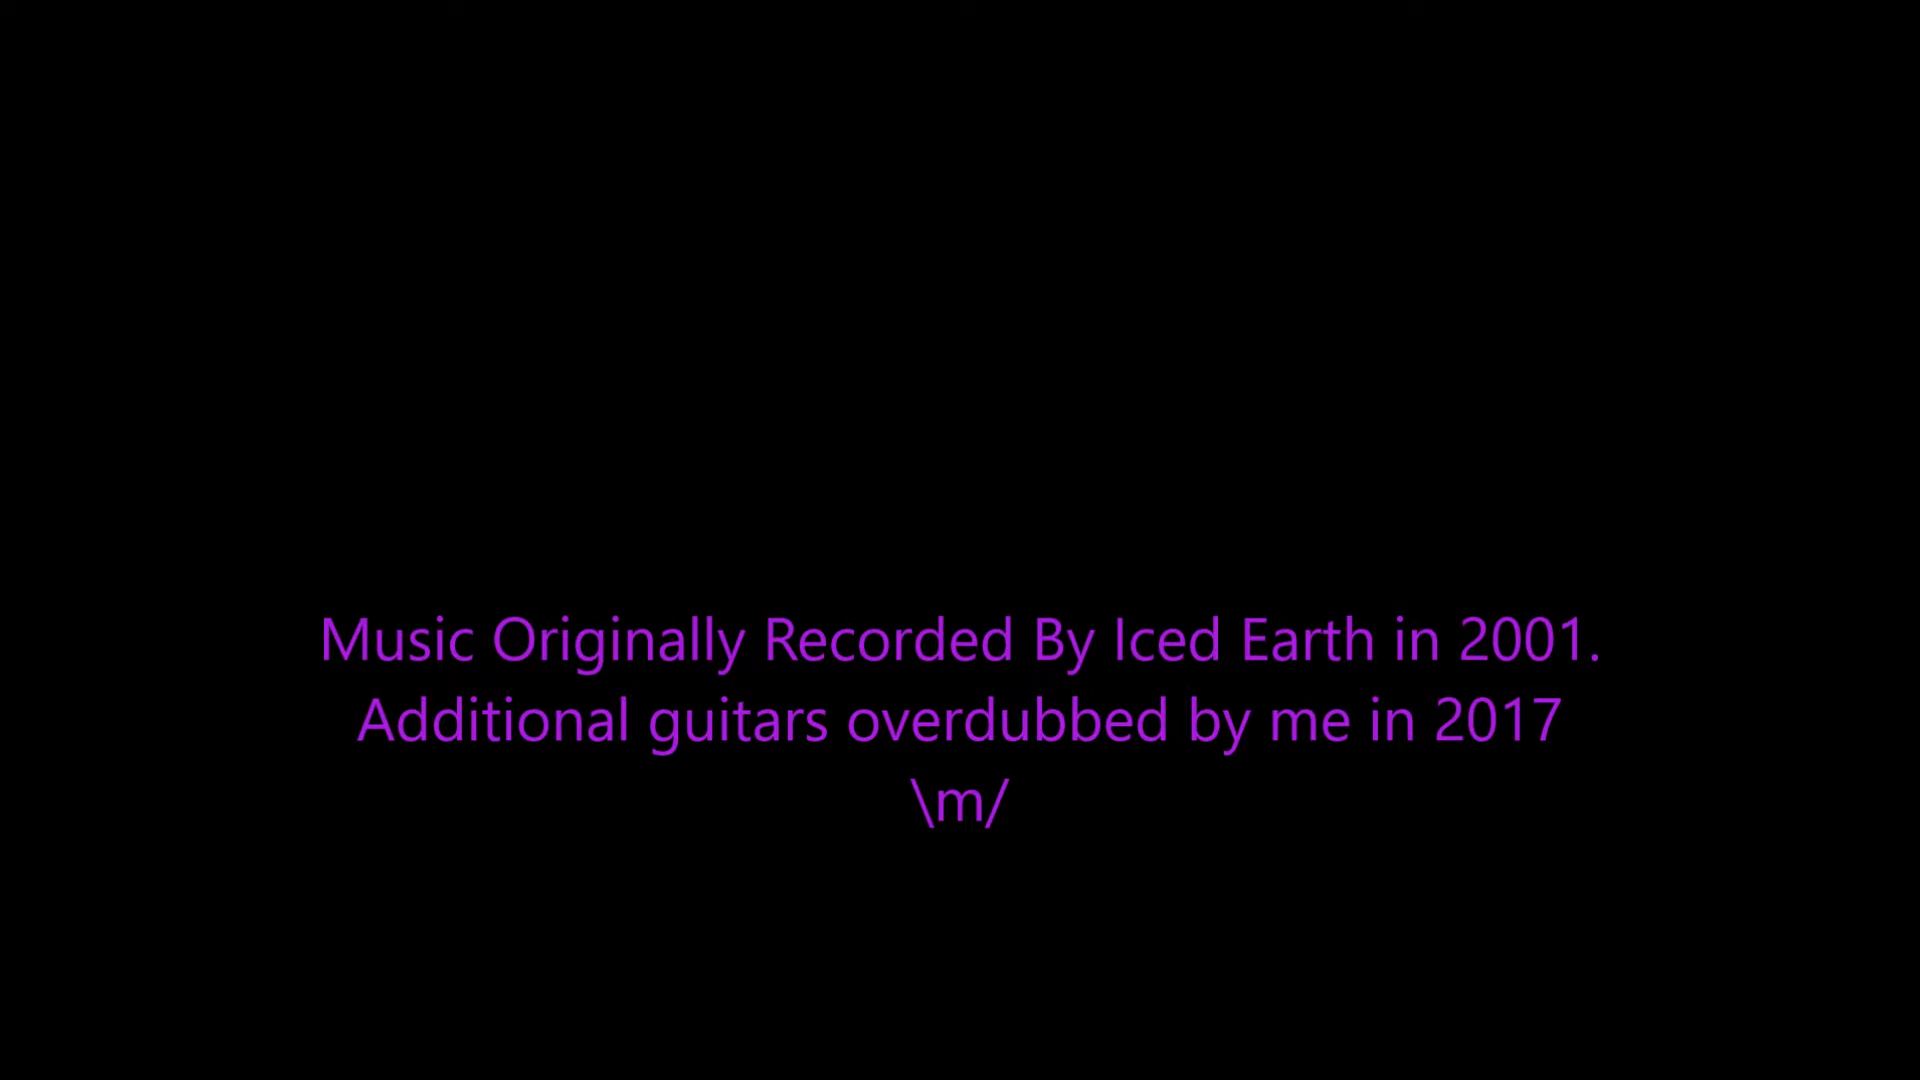 Music Originally Recorded By Iced Earth in 2001.
Additional guitars overdubbed by me in 2017
\m/